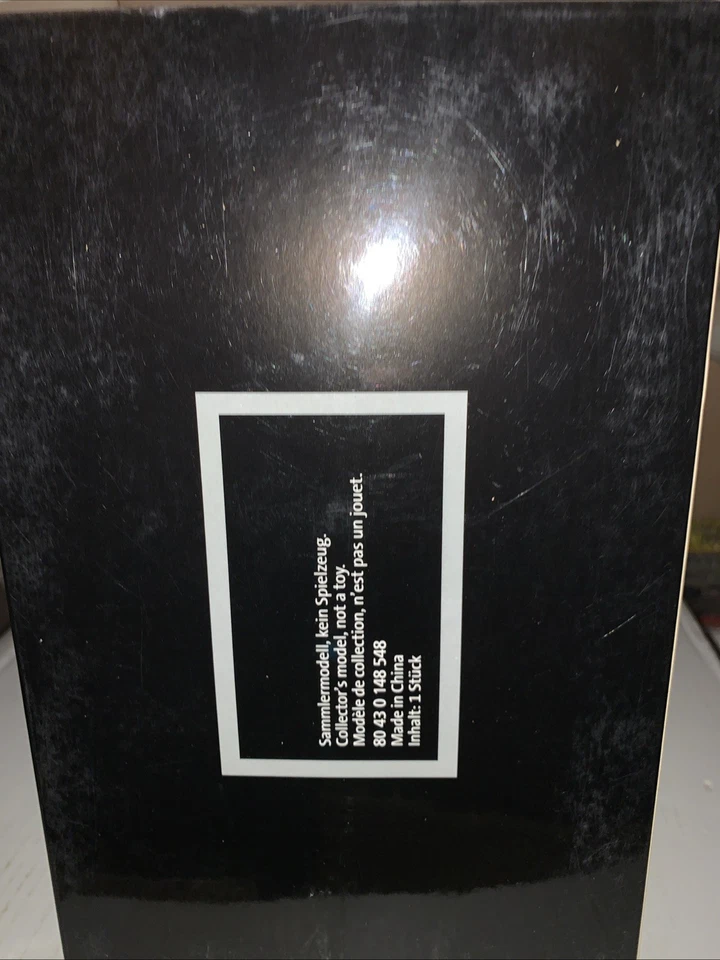 Sammlermodell, kein Spielzeug.
Collector's model, not a toy.
Modèle de collection, n'est pas un jouet.
80 43 0 148 548
Made in China
Inhalt: 1 Stück